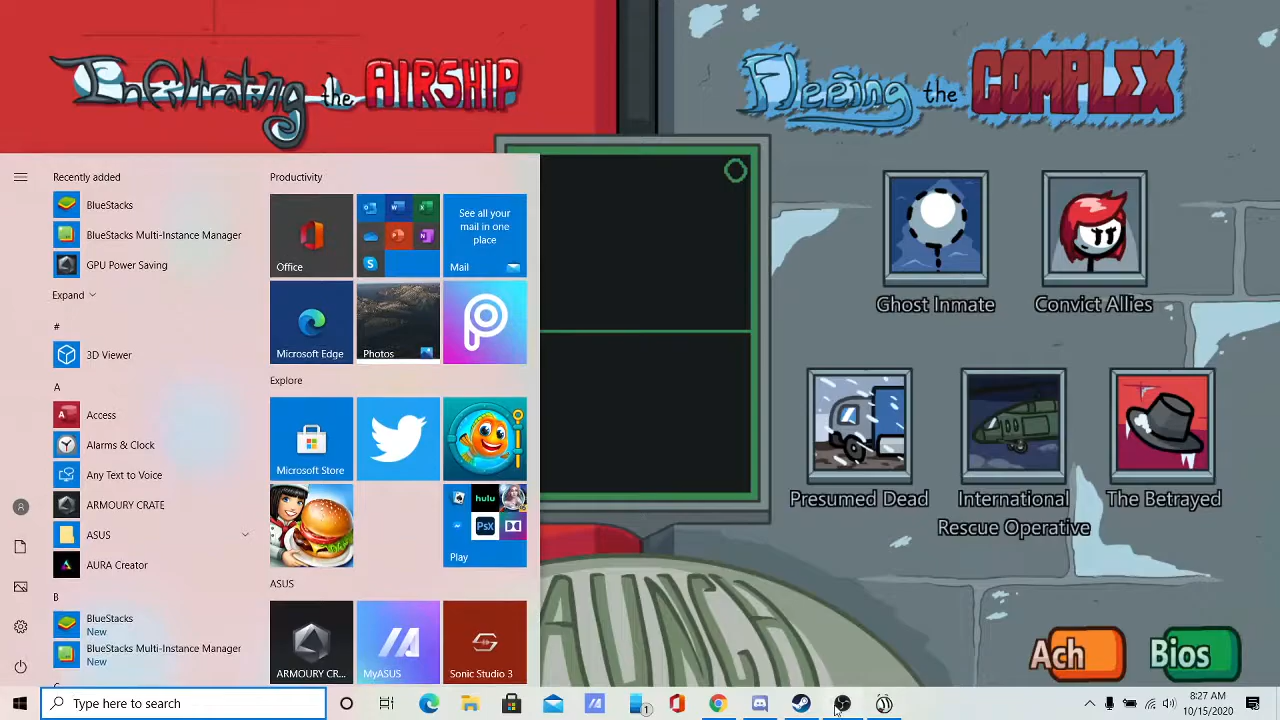 Infiltrating the AIRSHIP
Fleeing the COMPLEX
Recently added
BlueStacks
BlueStacks Multi-Instance Manager
GPU Power Saving
Expand
#
3D Viewer
A
Access
Alarms & Clock
Any Text to Voice
ARMOURY CRATE
ASUS
AURA Creator
B
BlueStacks
New
BlueStacks Multi-Instance Manager
New
Productivity
Office
See all your
mail in one
place
Mail
Microsoft Edge
Photos
Explore
Microsoft Store
hulu
Play
ASUS
ARMOURY CR...
MyASUS
Sonic Studio 3
Ghost Inmate
Convict Allies
Presumed Dead
International
Rescue Operative
The Betrayed
LAUNCH
Ach
Bios
Type here to search
1
8:27 AM
10/15/2020